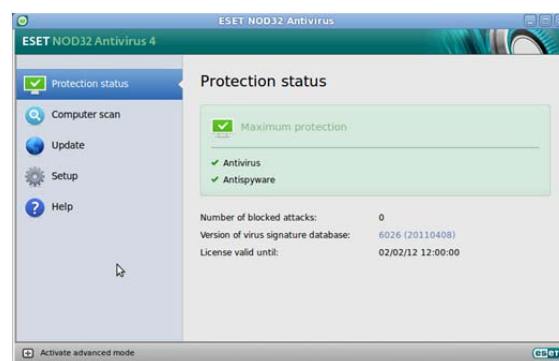 ESET NOD32 Antivirus
ESET NOD32 Antivirus 4
Protection status
Computer scan
Update
Setup
Help
Protection status
Maximum protection
Antivirus
Antispyware
Number of blocked attacks: 0
Version of virus signature database: 6026 (20110408)
License valid until: 02/02/12 12:00:00
Activate advanced mode
eset